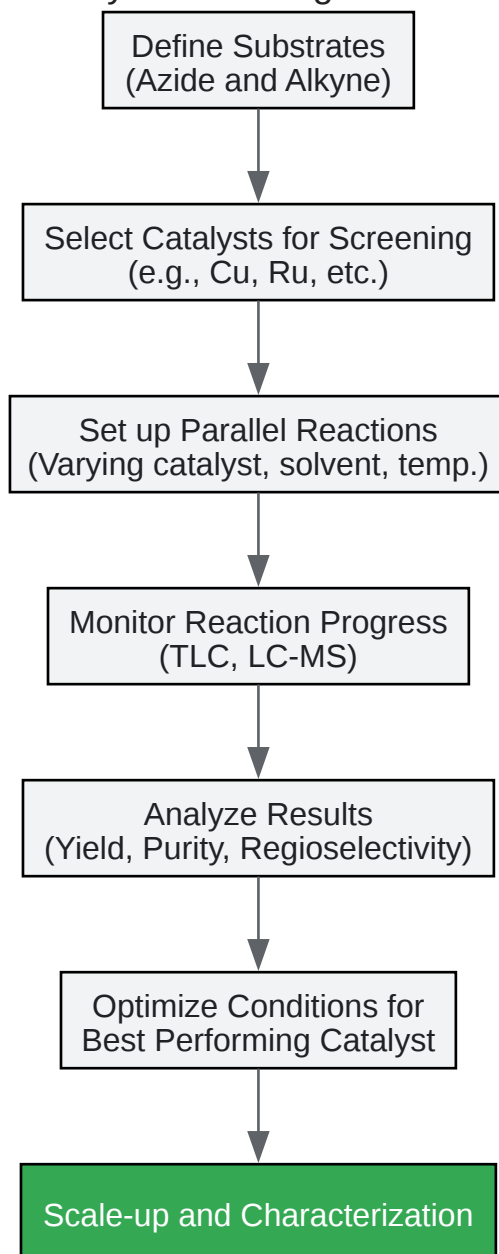 Define Substrates
(Azide and Alkyne)
Select Catalysts for Screening
(e.g., Cu, Ru, etc.)
Set up Parallel Reactions
(Varying catalyst, solvent, temp.)
Monitor Reaction Progress
(TLC, LC-MS)
Analyze Results
(Yield, Purity, Regioselectivity)
Optimize Conditions for
Best Performing Catalyst
Scale-up and Characterization